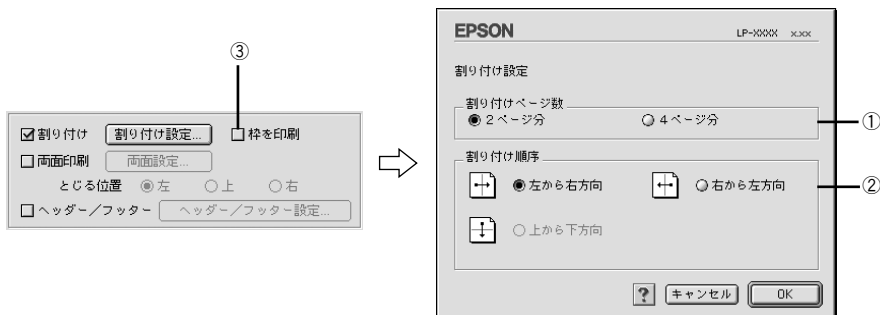 ③
☑割り付け 割り付け設定... □枠を印刷
□両面印刷 両面設定...
とじる位置 ◉左 ○上 ○右
□ヘッダー／フッター ヘッダー／フッター設定...
EPSON LP-XXXX x.xx
割り付け設定
割り付けページ数
◉2ページ分 ○4ページ分 ①
割り付け順序
◉左から右方向 ○右から左方向 ②
○上から下方向
? キャンセル OK